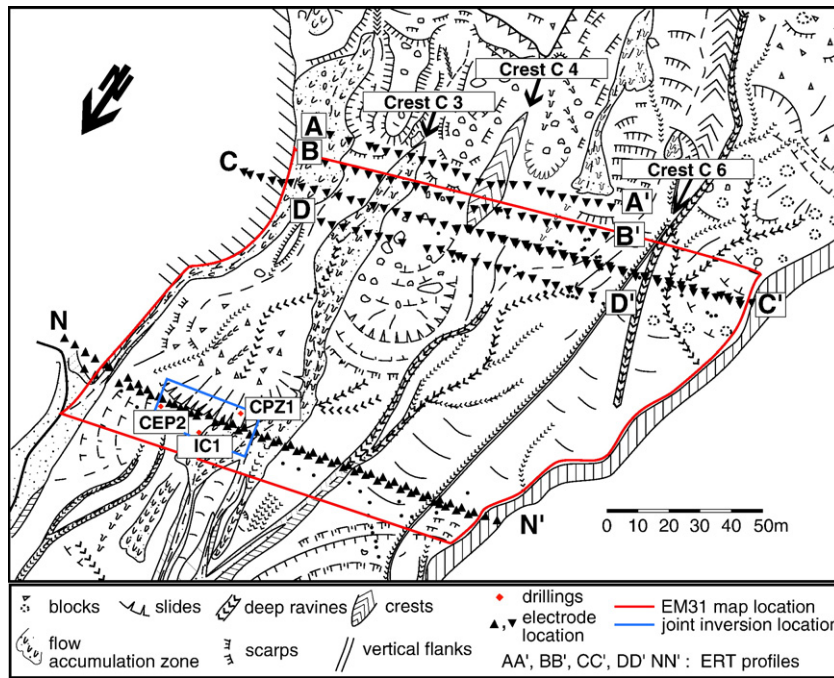 Crest C 4
Crest C 3
A
B
C
Crest C 6
D
A'
B'
D'
C'
N
CPZ1
CEP2
IC1
N'
0 10 20 30 40 50m
blocks
slides
deep ravines
crests
drillings
electrode
location
EM31 map location
joint inversion location
flow
accumulation zone
scarps
vertical flanks
AA', BB', CC', DD' NN' : ERT profiles